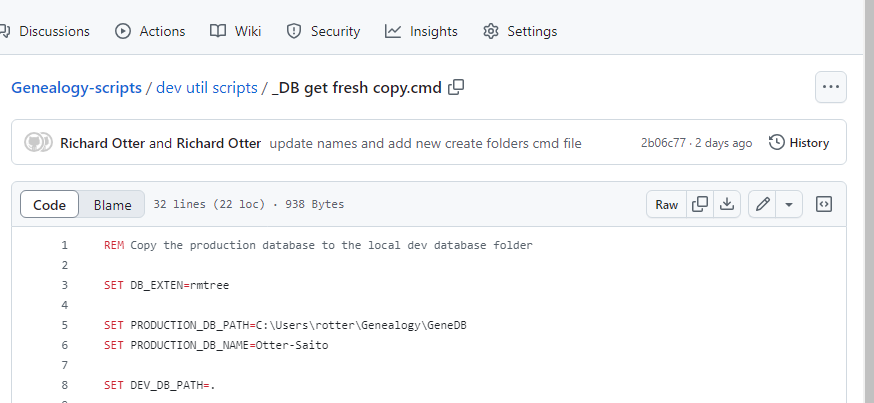 Discussions Actions Wiki Security Insights Settings
Genealogy-scripts / dev util scripts / _DB get fresh copy.cmd
Richard Otter and Richard Otter update names and add new create folders cmd file 2b06c77 · 2 days ago History
Code Blame 32 lines (22 loc) · 938 Bytes Raw
1 REM Copy the production database to the local dev database folder
2
3 SET DB_EXTEN=rmtree
4
5 SET PRODUCTION_DB_PATH=C:\Users\rotter\Genealogy\GeneDB
6 SET PRODUCTION_DB_NAME=Otter-Saito
7
8 SET DEV_DB_PATH=.